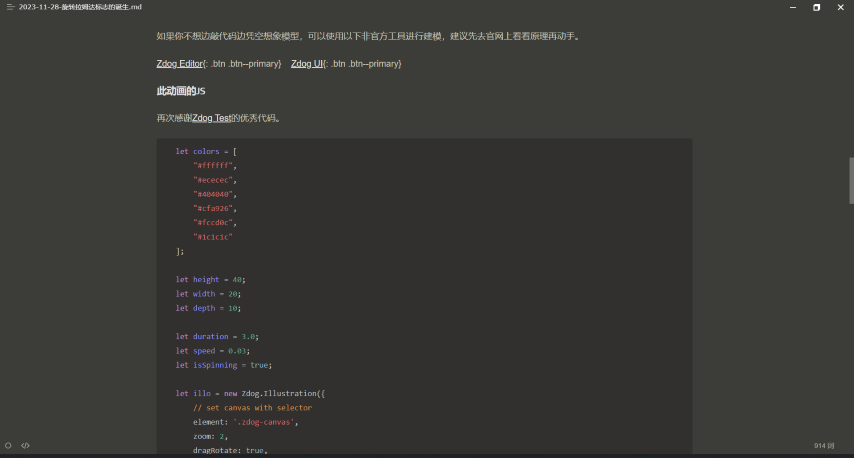 2023-11-28-旋转拉姆达标志的诞生.md
如果你不想边敲代码边凭空想象模型，可以使用以下非官方工具进行建模，建议先去官网上看看原理再动手。
Zdog Editor{: .btn .btn--primary} Zdog UI{: .btn .btn--primary}
此动画的JS
再次感谢Zdog Test的优秀代码。
let colors = [
"#ffffff",
"#ececec",
"#404040",
"#cfa926",
"#fccd0c",
"#1c1c1c"
];
let height = 40;
let width = 20;
let depth = 10;
let duration = 3.0;
let speed = 0.03;
let isSpinning = true;
let illo = new Zdog.Illustration({
// set canvas with selector
element: '.zdog-canvas',
zoom: 2,
dragRotate: true,
914 词